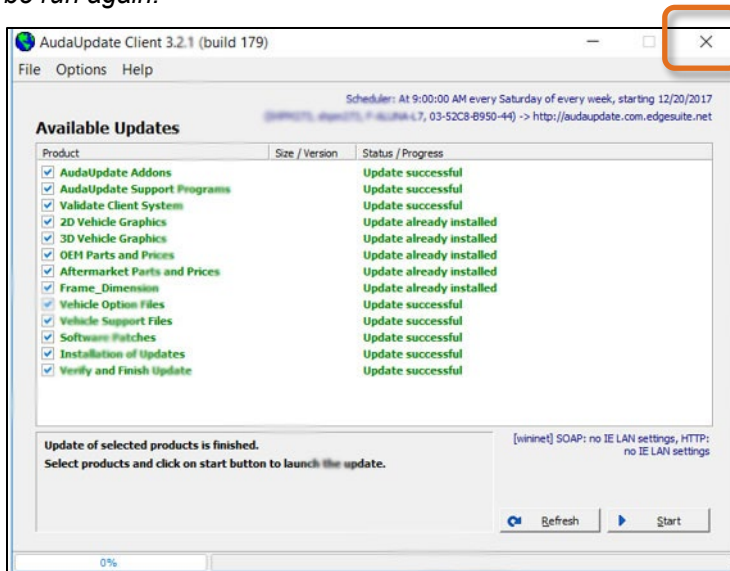 be run again.
AudaUpdate Client 3.2.1 (build 179)
File Options Help
Scheduler: At 9:00:00 AM every Saturday of every week, starting 12/20/2017
03-52C8-B950-44) -> http://audaupdate.com.edgesuite.net
Available Updates
Product Size / Version Status / Progress
AudaUpdate Addons Update successful
AudaUpdate Support Programs Update successful
Validate Client System Update successful
2D Vehicle Graphics Update already installed
3D Vehicle Graphics Update already installed
OEM Parts and Prices Update already installed
Aftermarket Parts and Prices Update already installed
Frame_Dimension Update already installed
Vehicle Option Files Update successful
Vehicle Support Files Update successful
Software Patches Update successful
Installation of Updates Update successful
Verify and Finish Update Update successful
Update of selected products is finished.
Select products and click on start button to launch the update.
[wininet] SOAP: no IE LAN settings, HTTP:
no IE LAN settings
Refresh Start
0%